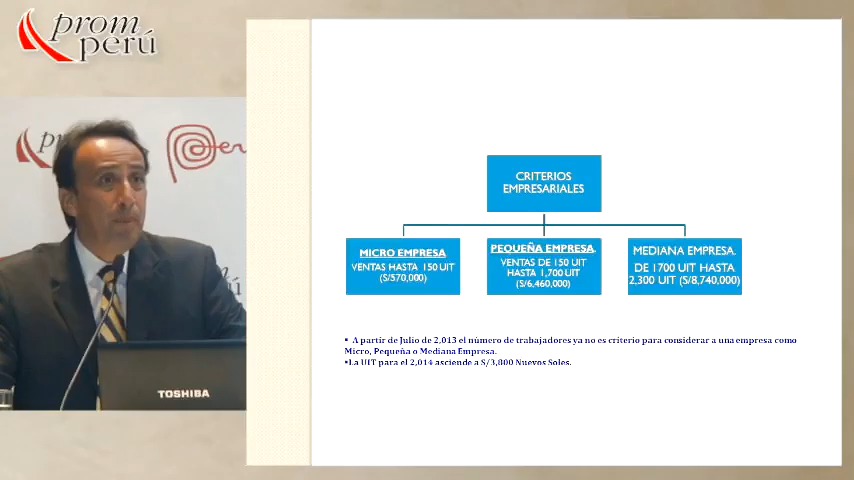 prom
perú
p
Perú
prom
ú
TOSHIBA
CRITERIOS
EMPRESARIALES
MICRO EMPRESA
VENTAS HASTA 150 UIT
(S/570,000)
PEQUEÑA EMPRESA.
VENTAS DE 150 UIT
HASTA 1,700 UIT
(S/6,460,000)
MEDIANA EMPRESA.
DE 1700 UIT HASTA
2,300 UIT (S/8,740,000)
▪ A partir de Julio de 2,013 el número de trabajadores ya no es criterio para considerar a una empresa como
Micro, Pequeña o Mediana Empresa.
▪La UIT para el 2,014 asciende a S/3,800 Nuevos Soles.